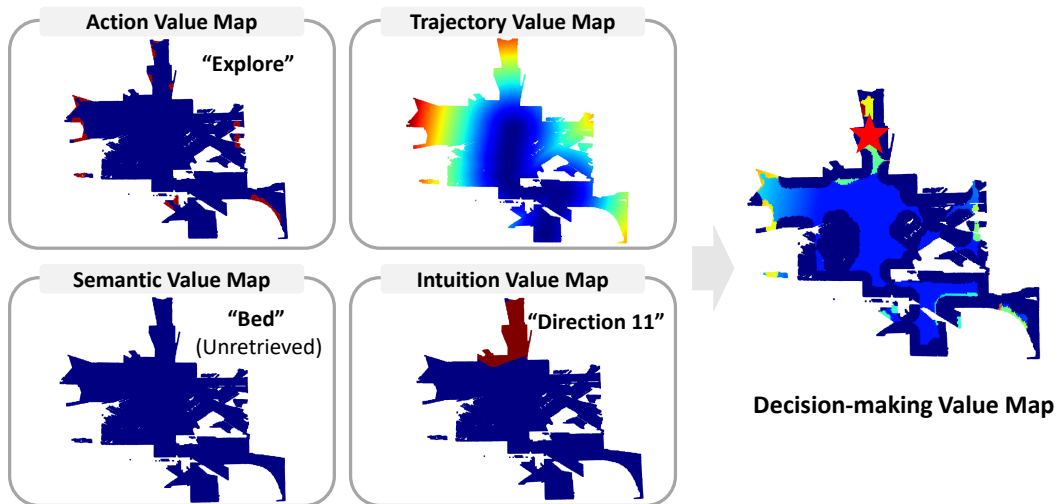 Action Value Map
"Explore"
Trajectory Value Map
Semantic Value Map
“Bed”
(Unretrieved)
Intuition Value Map
“Direction 11”
Decision-making Value Map